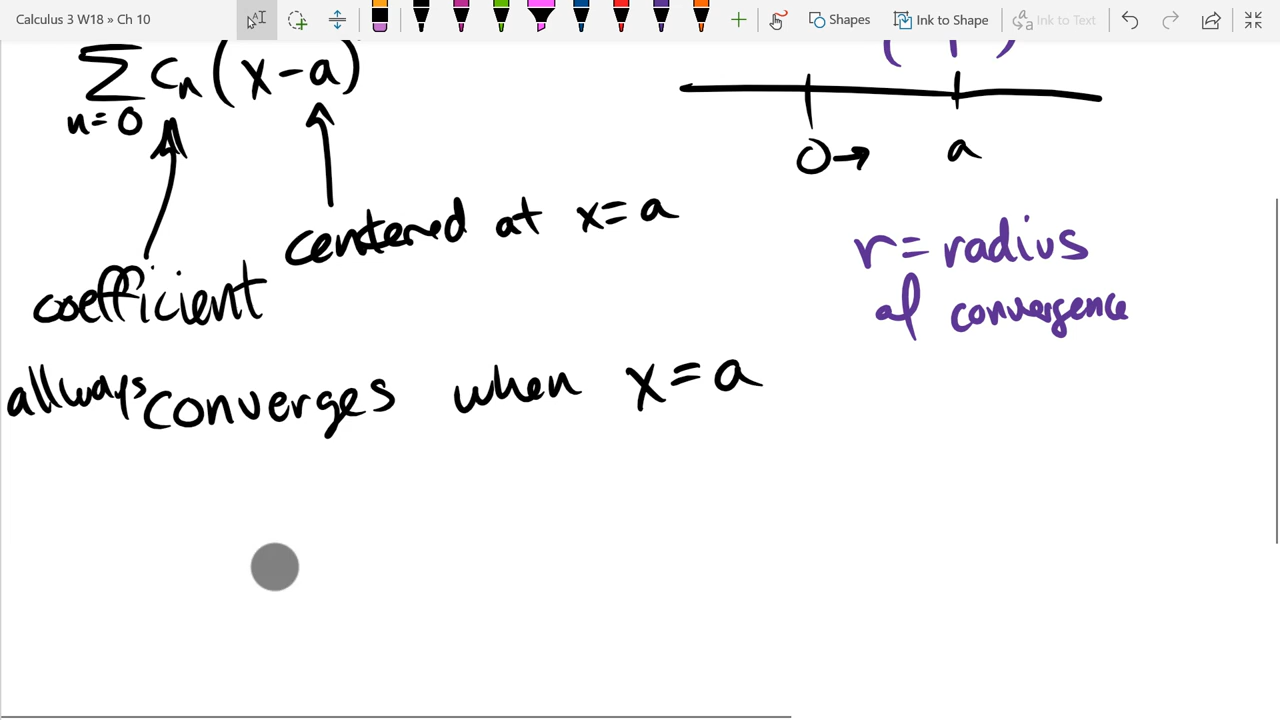 Calculus 3 W18 » Ch 10
Shapes
Ink to Shape
Ink to Text
∑ cn (x-a)
n=0
0→ a
centered at x=a
coefficient
r= radius
of convergence
allways converges when x=a